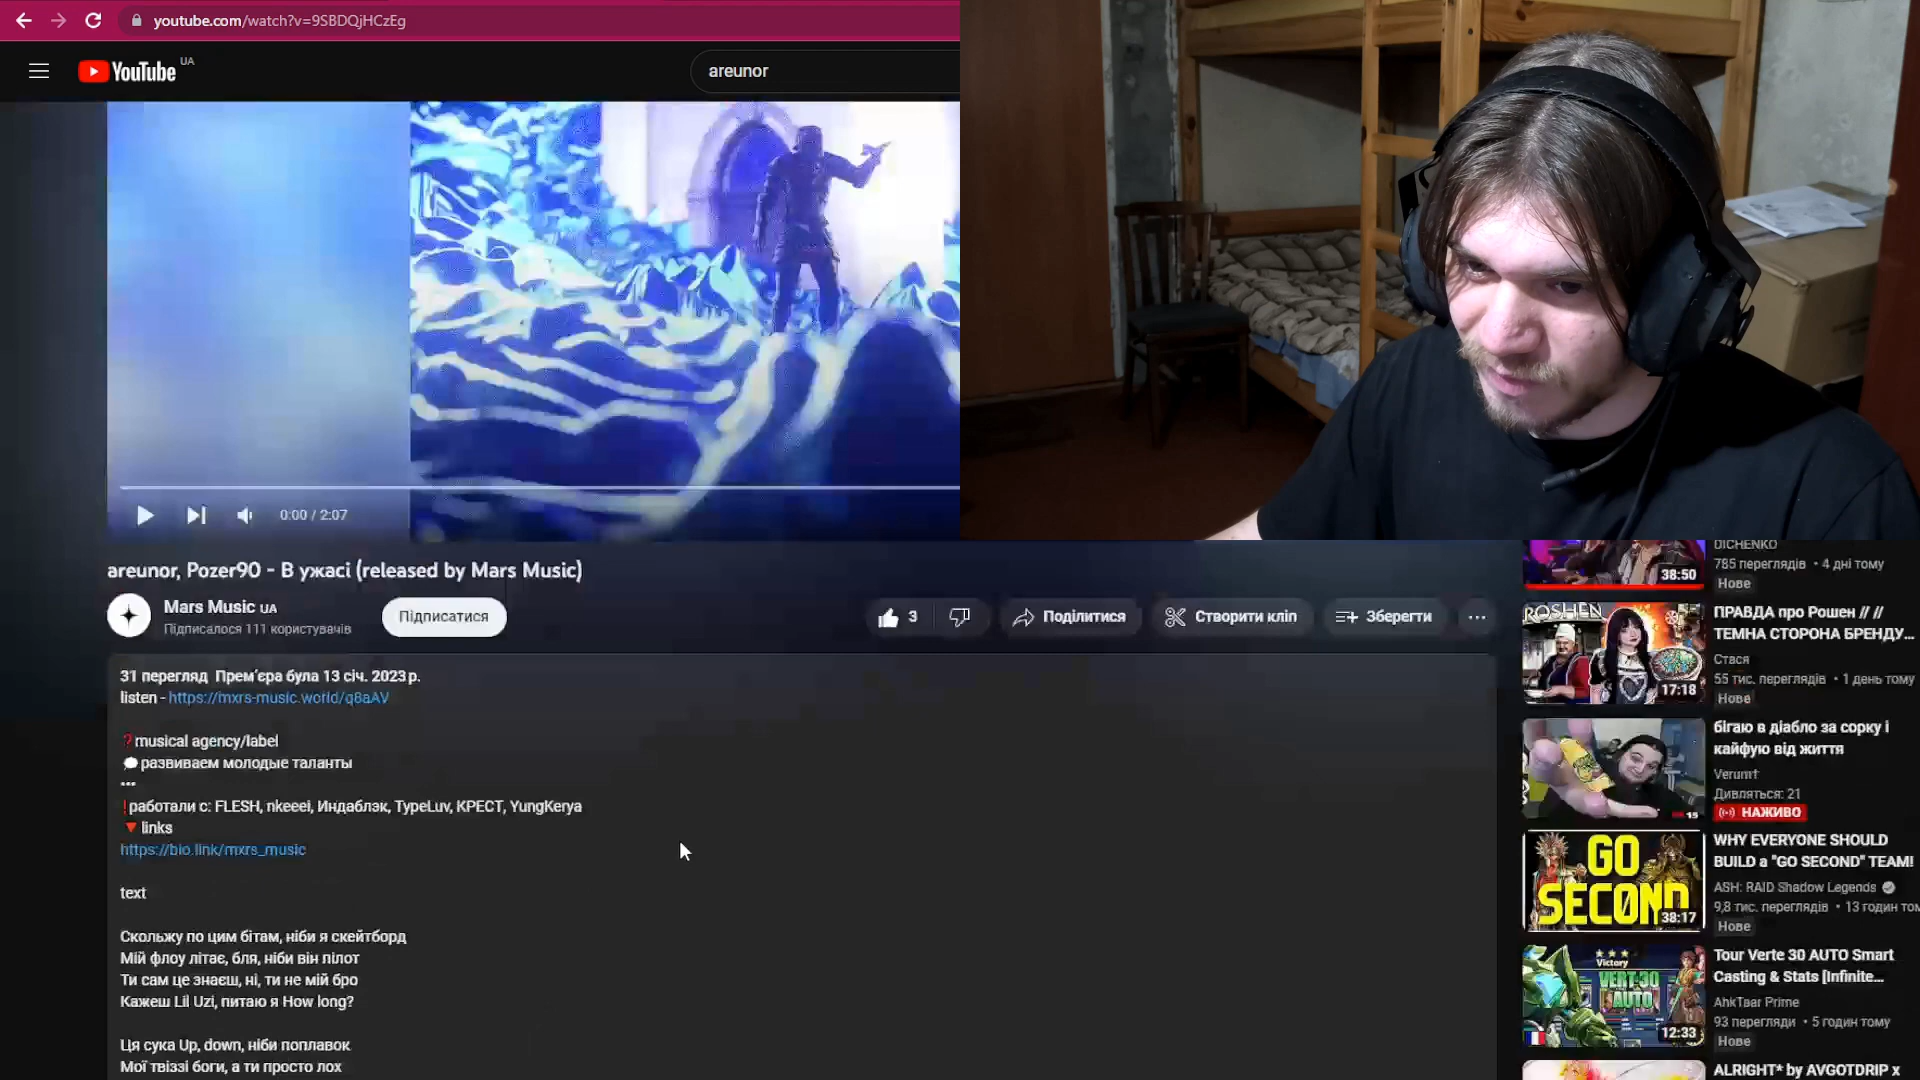 youtube.com/watch?v=9SBDQjHCzEg
YouTube UA
areunor
0:00 / 2:07
areunor, Pozer90 - В ужасі (released by Mars Music)
Mars Music UA
Підписалося 111 користувачів
Підписатися
3
Поділитися
Створити кліп
Зберегти
31 перегляд Прем’єра була 13 січ. 2023 р.
listen - https://mxrs-music.world/q8aAV
❓musical agency/label
💬развиваем молодые таланты
...
❗работали с: FLESH, nkeeei, Индаблэк, TypeLuv, КРЕСТ, YungKerya
🔻links
https://bio.link/mxrs_music
text
Скольжу по цим бітам, ніби я скейтборд
Мій флоу літає, бля, ніби він пілот
Ти сам це знаєш, ні, ти не мій бро
Кажеш Lil Uzi, питаю я How long?
Ця сука Up, down, ніби поплавок
Мої твіззі боги, а ти просто лох
38:50
DICHENKO
785 переглядів • 4 дні тому
Нове
ROSHEN
17:18
ПРАВДА про Рошен // //
ТЕМНА СТОРОНА БРЕНДУ...
Стася
55 тис. переглядів • 1 день тому
Нове
бігаю в діабло за сорку і
кайфую від життя
Verumt
Дивляться: 21
НАЖИВО
GO
SECOND
38:17
WHY EVERYONE SHOULD
BUILD a "GO SECOND" TEAM!
ASH: RAID Shadow Legends
9,8 тис. переглядів • 13 годин том
Нове
Victory
VERT 30
AUTO
12:33
Tour Verte 30 AUTO Smart
Casting & Stats [Infinite...
AhkTaar Prime
93 перегляди • 5 годин тому
Нове
ALRIGHT* by AVGOTDRIP x